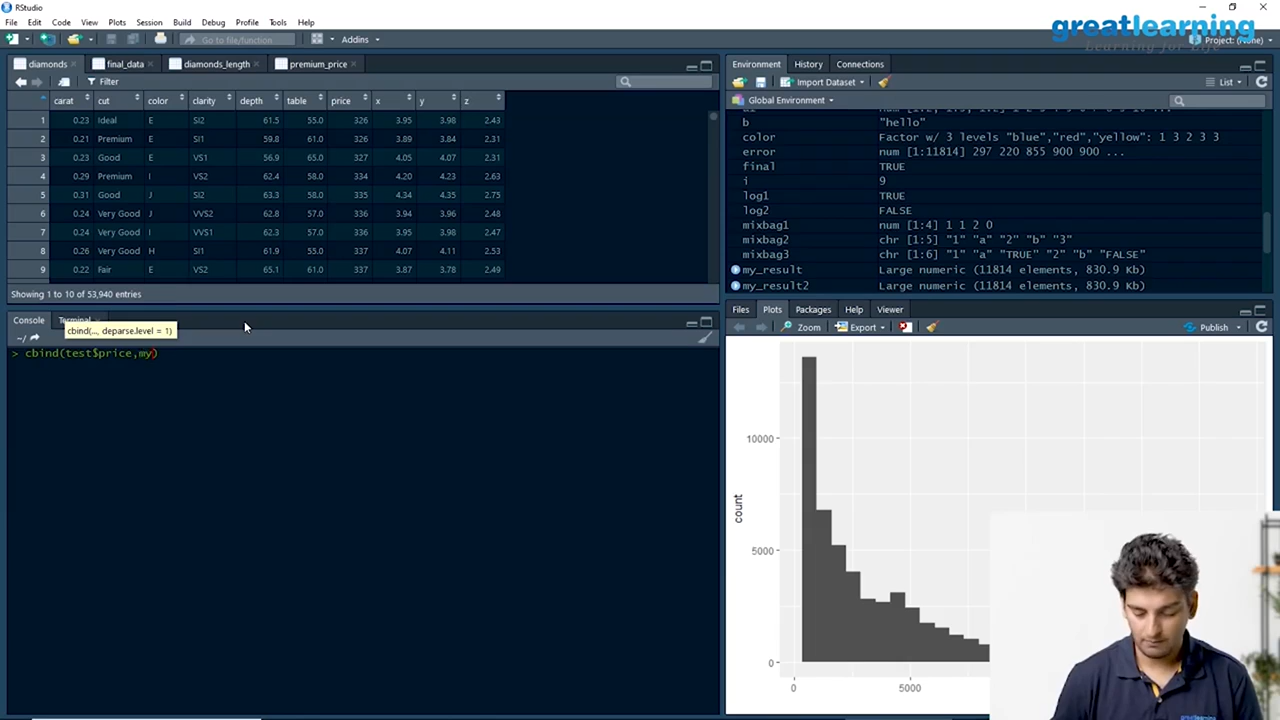 RStudio
File Edit Code View Plots Session Build Debug Profile Tools Help
greatlearning
Learning for Life
Go to file/function Addins Project: (None)
diamonds final_data diamonds_length premium_price
Filter
carat cut color clarity depth table price x y z
1 0.23 Ideal E SI2 61.5 55.0 326 3.95 3.98 2.43
2 0.21 Premium E SI1 59.8 61.0 326 3.89 3.84 2.31
3 0.23 Good E VS1 56.9 65.0 327 4.05 4.07 2.31
4 0.29 Premium I VS2 62.4 58.0 334 4.20 4.23 2.63
5 0.31 Good J SI2 63.3 58.0 335 4.34 4.35 2.75
6 0.24 Very Good J VVS2 62.8 57.0 336 3.94 3.96 2.48
7 0.24 Very Good I VVS1 62.3 57.0 336 3.95 3.98 2.47
8 0.26 Very Good H SI1 61.9 55.0 337 4.07 4.11 2.53
9 0.22 Fair E VS2 65.1 61.0 337 3.87 3.78 2.49
Showing 1 to 10 of 53,940 entries
Console Terminal
cbind(..., deparse.level = 1)
~/
> cbind(test$price,my)
Environment History Connections
Import Dataset List
Global Environment
b "hello"
color Factor w/ 3 levels "blue","red","yellow": 1 3 2 3 3
error num [1:11814] 297 220 855 900 900 ...
final TRUE
i 9
log1 TRUE
log2 FALSE
mixbag1 num [1:4] 1 1 2 0
mixbag2 chr [1:5] "1" "a" "2" "b" "3"
mixbag3 chr [1:6] "1" "a" "TRUE" "2" "b" "FALSE"
my_result Large numeric (11814 elements, 830.9 Kb)
my_result2 Large numeric (11814 elements, 830.9 Kb)
Files Plots Packages Help Viewer
Zoom Export Publish
10000
count
5000
0
0 5000
greatlearning